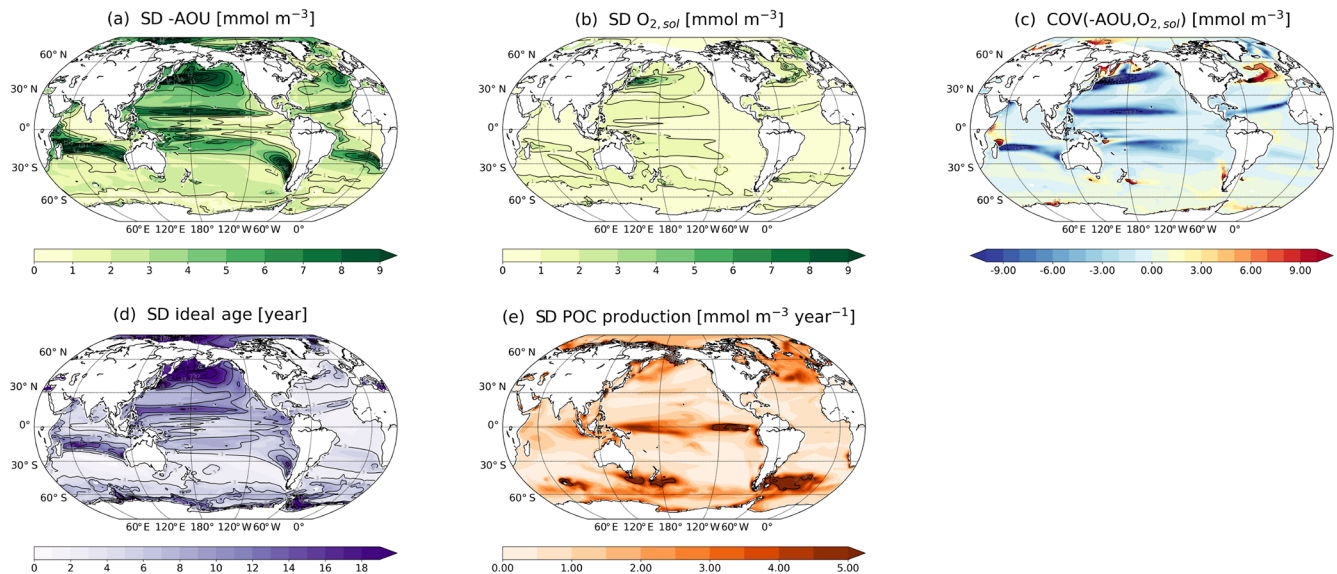 (a) SD -AOU [mmol m⁻³]
(b) SD O₂,sol [mmol m⁻³]
(c) COV(-AOU,O₂,sol) [mmol m⁻³]
60° N
30° N
0°
30° S
60° S
60° E 120° E 180° 120° W 60° W 0°
0 1 2 3 4 5 6 7 8 9
60° N
30° N
0°
30° S
60° S
60° E 120° E 180° 120° W 60° W 0°
0 1 2 3 4 5 6 7 8 9
60° N
30° N
0°
30° S
60° S
60° E 120° E 180° 120° W 60° W 0°
-9.00 -6.00 -3.00 0.00 3.00 6.00 9.00
(d) SD ideal age [year]
(e) SD POC production [mmol m⁻³ year⁻¹]
60° N
30° N
0°
30° S
60° S
60° E 120° E 180° 120° W 60° W 0°
0 2 4 6 8 10 12 14 16 18
60° N
30° N
0°
30° S
60° S
60° E 120° E 180° 120° W 60° W 0°
0.00 1.00 2.00 3.00 4.00 5.00